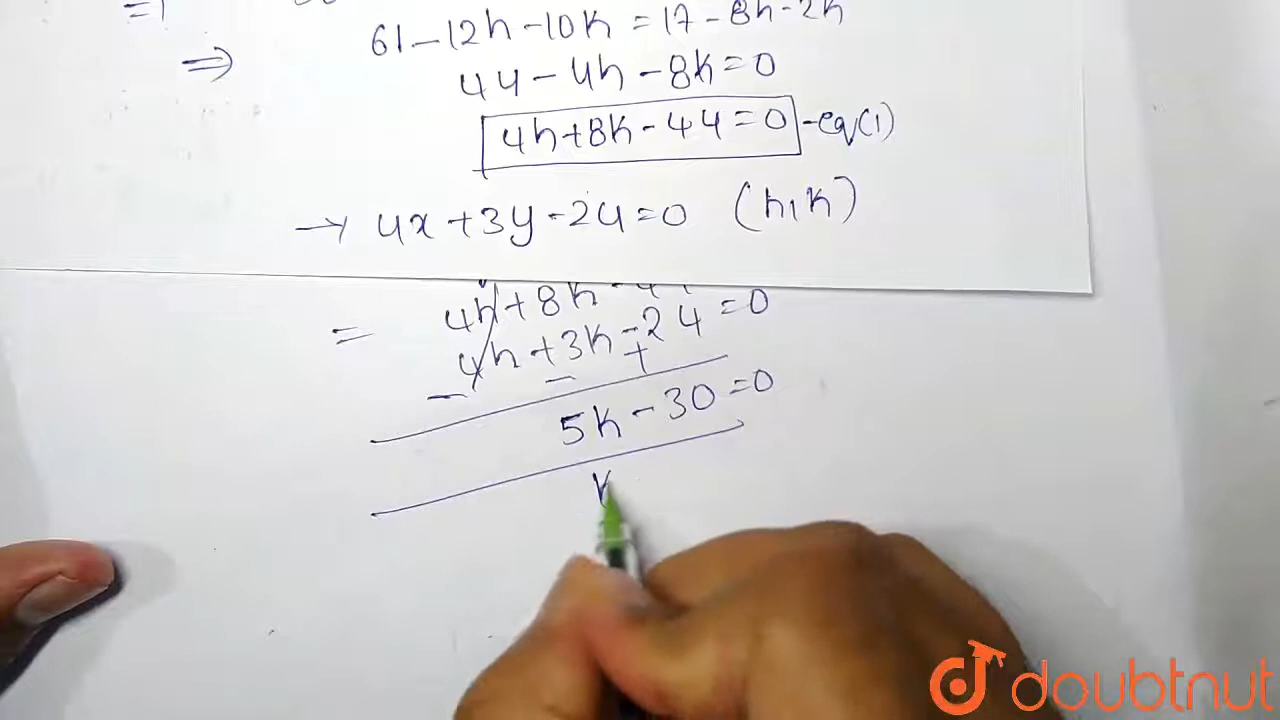 =1
61-12h-10k = 17-8h-2k
⇒ 44-4h-8k=0
4h+8k-44=0 -eq(1)
→ 4x+3y-24=0 (h,k)
= 4h+8k-44
4h+3k-24=0
- - +
5k-30=0
k
doubtnut